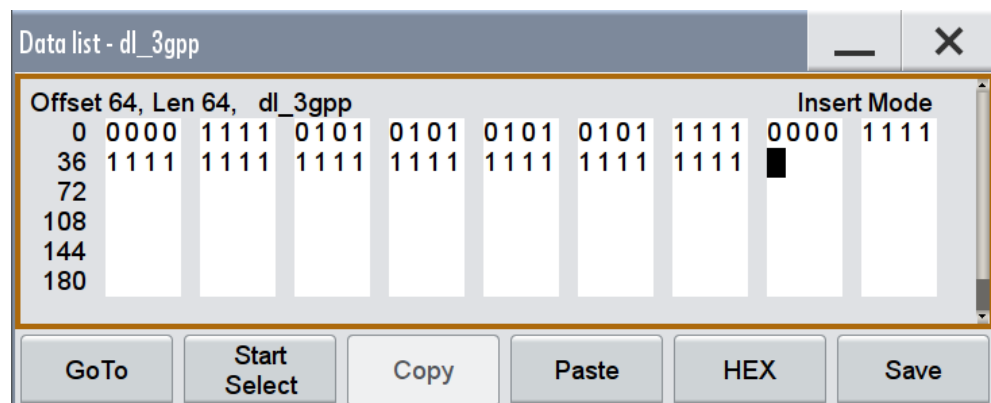 Data list - dl_3gpp
Offset 64, Len 64, dl_3gpp Insert Mode
0 0000 1111 0101 0101 0101 0101 1111 0000 1111
36 1111 1111 1111 1111 1111 1111 1111
72
108
144
180
GoTo Start Select Copy Paste HEX Save